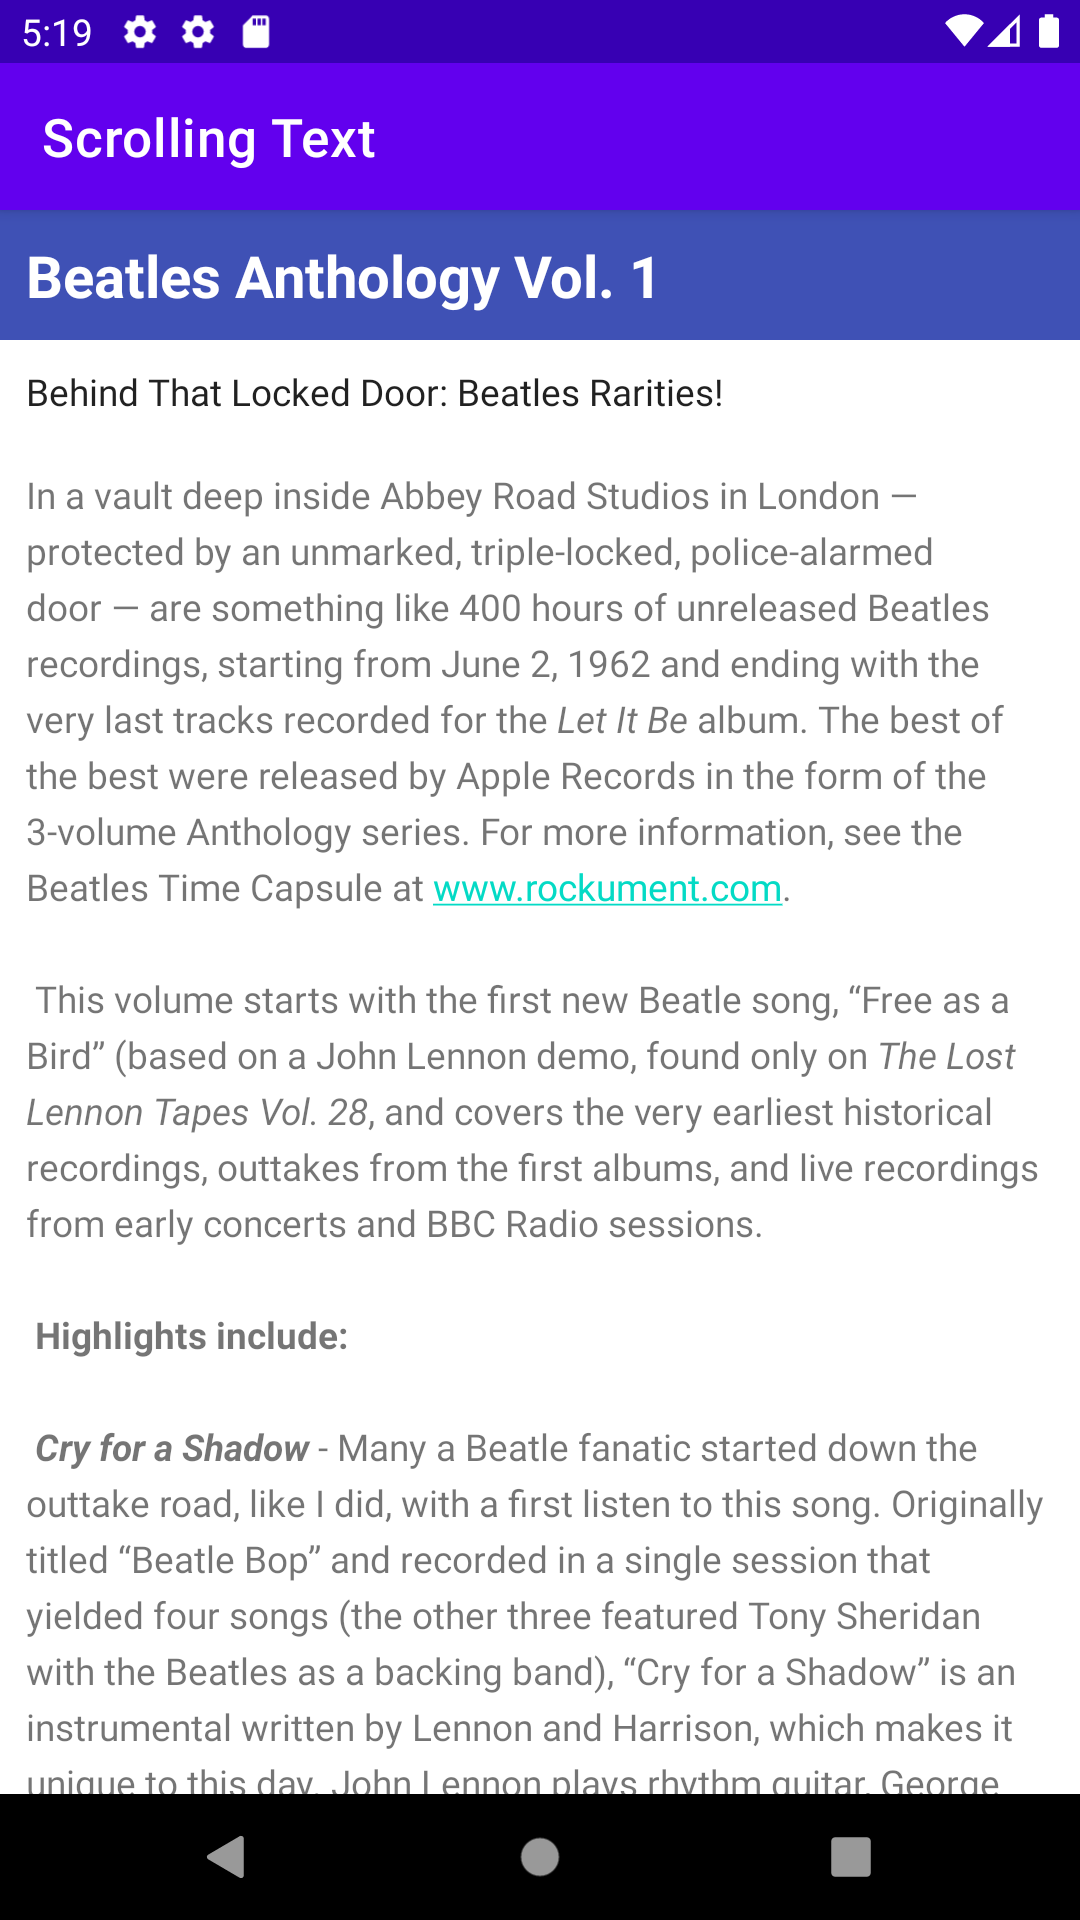 5:19
Scrolling Text
Beatles Anthology Vol. 1
Behind That Locked Door: Beatles Rarities!
In a vault deep inside Abbey Road Studios in London —
protected by an unmarked, triple-locked, police-alarmed
door — are something like 400 hours of unreleased Beatles
recordings, starting from June 2, 1962 and ending with the
very last tracks recorded for the Let It Be album. The best of
the best were released by Apple Records in the form of the
3-volume Anthology series. For more information, see the
Beatles Time Capsule at www.rockument.com.
This volume starts with the first new Beatle song, “Free as a
Bird” (based on a John Lennon demo, found only on The Lost
Lennon Tapes Vol. 28, and covers the very earliest historical
recordings, outtakes from the first albums, and live recordings
from early concerts and BBC Radio sessions.
Highlights include:
Cry for a Shadow - Many a Beatle fanatic started down the
outtake road, like I did, with a first listen to this song. Originally
titled “Beatle Bop” and recorded in a single session that
yielded four songs (the other three featured Tony Sheridan
with the Beatles as a backing band), “Cry for a Shadow” is an
instrumental written by Lennon and Harrison, which makes it
unique to this day. John Lennon plays rhythm guitar, George